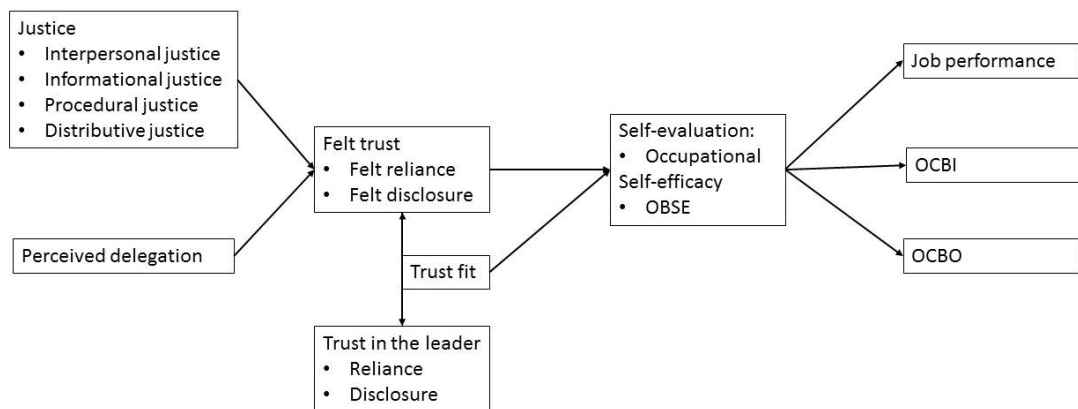 Justice
• Interpersonal justice
• Informational justice
• Procedural justice
• Distributive justice
Perceived delegation
Felt trust
• Felt reliance
• Felt disclosure
Trust fit
Trust in the leader
• Reliance
• Disclosure
Self-evaluation:
• Occupational
Self-efficacy
• OBSE
Job performance
OCBI
OCBO